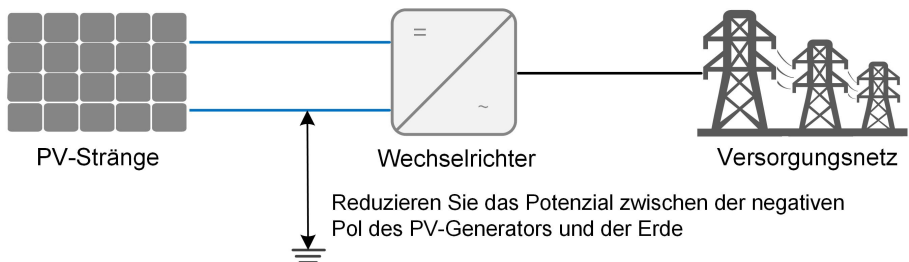 PV-Stränge
Wechselrichter
Versorgungsnetz
Reduzieren Sie das Potenzial zwischen der negativen
Pol des PV-Generators und der Erde